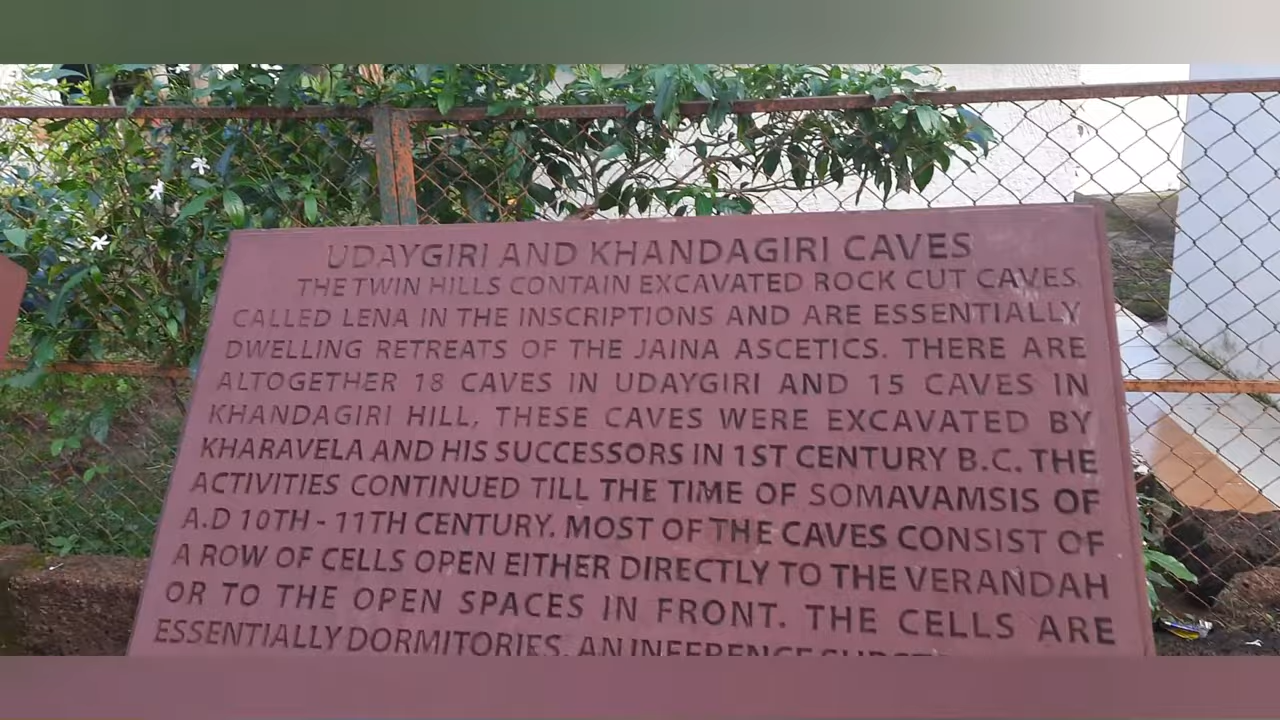 UDAYGIRI AND KHANDAGIRI CAVES
THE TWIN HILLS CONTAIN EXCAVATED ROCK CUT CAVES
CALLED LENA IN THE INSCRIPTIONS AND ARE ESSENTIALLY
DWELLING RETREATS OF THE JAINA ASCETICS. THERE ARE
ALTOGETHER 18 CAVES IN UDAYGIRI AND 15 CAVES IN
KHANDAGIRI HILL, THESE CAVES WERE EXCAVATED BY
KHARAVELA AND HIS SUCCESSORS IN 1ST CENTURY B.C. THE
ACTIVITIES CONTINUED TILL THE TIME OF SOMAVAMSIS OF
A.D 10TH - 11TH CENTURY. MOST OF THE CAVES CONSIST OF
A ROW OF CELLS OPEN EITHER DIRECTLY TO THE VERANDAH
OR TO THE OPEN SPACES IN FRONT. THE CELLS ARE
ESSENTIALLY DORMITORIES. AN INFERENCE